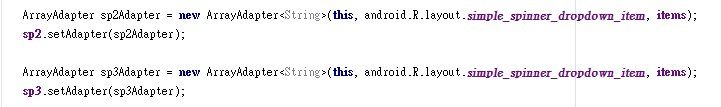 ArrayAdapter sp2Adapter = new ArrayAdapter<String>(this, android.R.layout.simple_spinner_dropdown_item, items);
sp2.setAdapter(sp2Adapter);
ArrayAdapter sp3Adapter = new ArrayAdapter<String>(this, android.R.layout.simple_spinner_dropdown_item, items);
sp3.setAdapter(sp3Adapter);